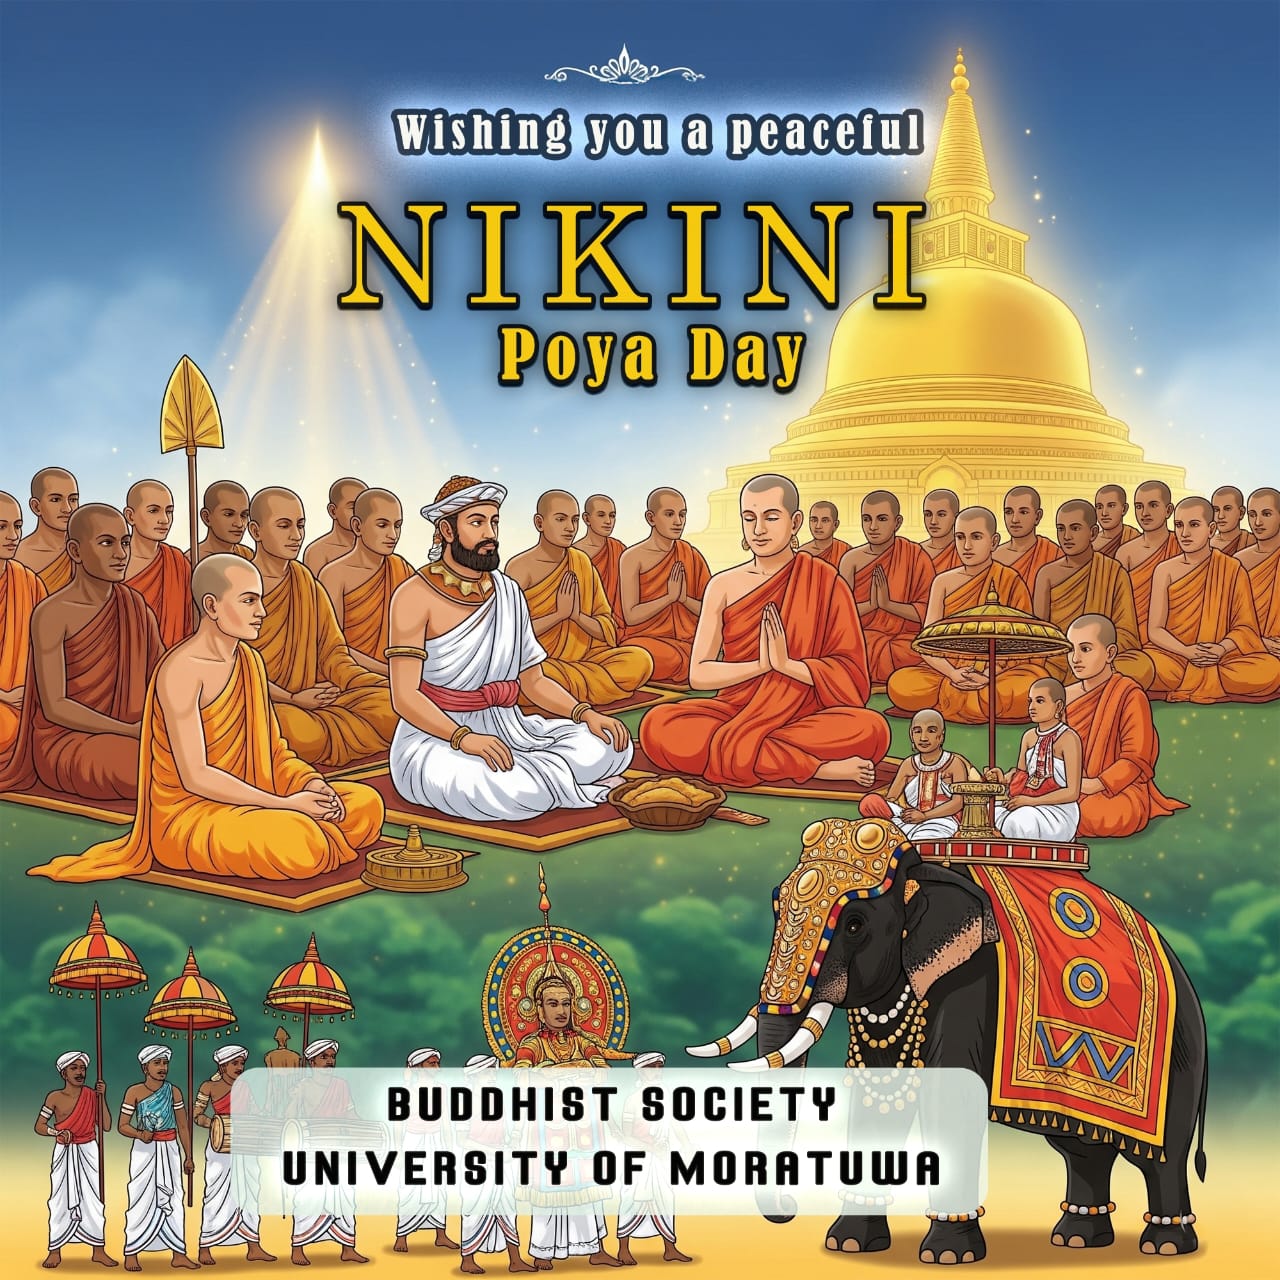 Wishing you a peaceful
NIKINI
Poya Day
BUDDHIST SOCIETY
UNIVERSITY OF MORATUWA